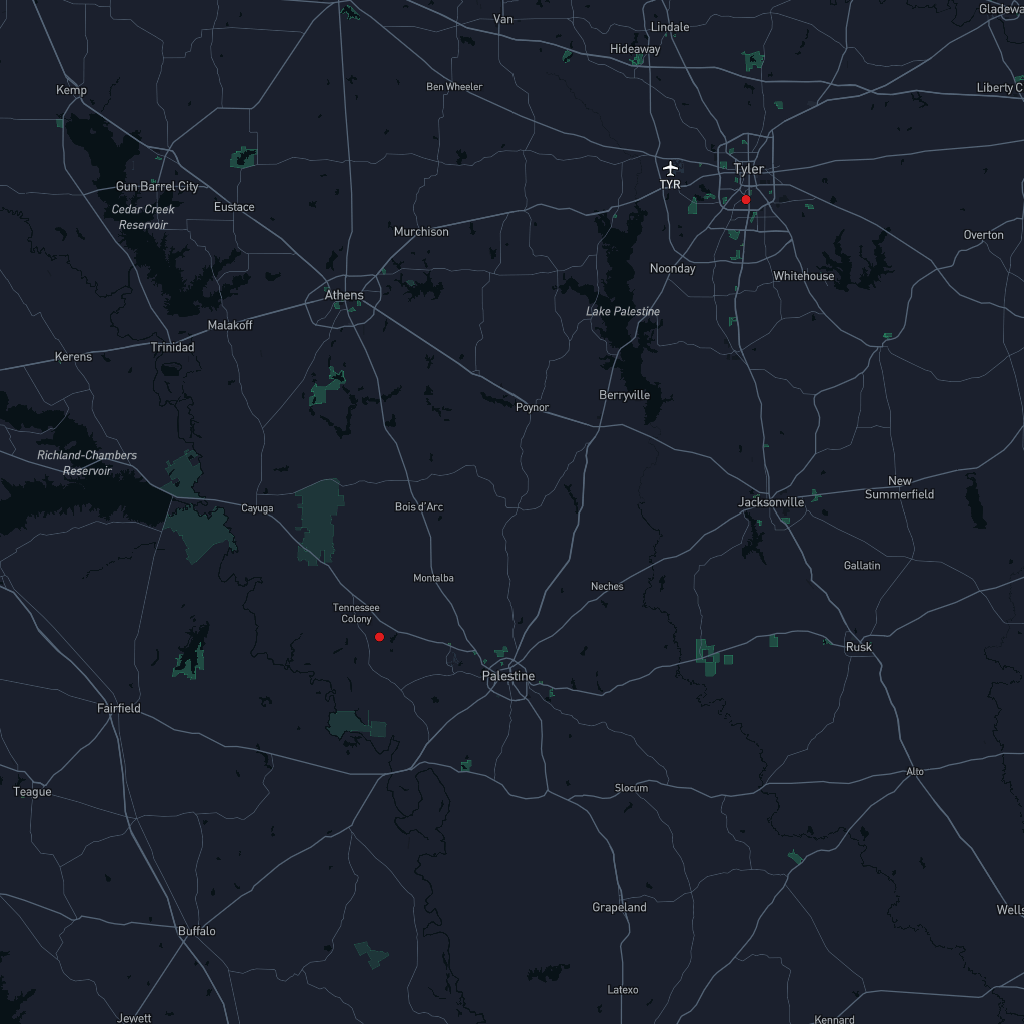 Van
Lindale
Gladewa
Hideaway
Kemp
Ben Wheeler
Liberty C
Tyler
TYR
Gun Barrel City
Eustace
Cedar Creek
Reservoir
Murchison
Overton
Noonday
Whitehouse
Athens
Lake Palestine
Malakoff
Trinidad
Kerens
Berryville
Poynor
Richland-Chambers
Reservoir
New
Summerfield
Jacksonville
Cayuga
Bois d'Arc
Gallatin
Montalba
Neches
Tennessee
Colony
Rusk
Palestine
Fairfield
Alto
Teague
Slocum
Grapeland
Wells
Buffalo
Latexo
Jewett
Kennard